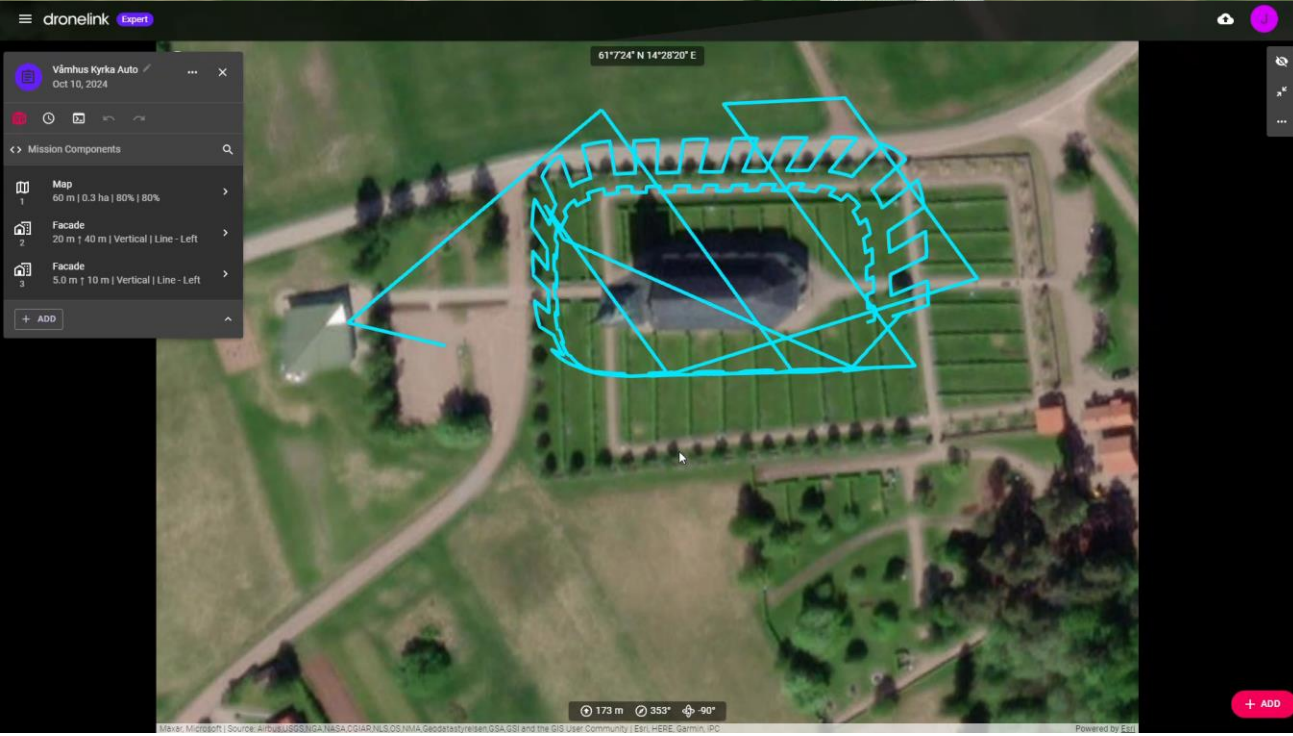 dronelink Expert
J
61°7'24" N 14°28'20" E
Våmhus Kyrka Auto
Oct 10, 2024
Mission Components
Map
60 m | 0.3 ha | 80% | 80%
1
Facade
20 m ↑ 40 m | Vertical | Line - Left
2
Facade
5.0 m ↑ 10 m | Vertical | Line - Left
3
+ ADD
173 m 353° -90°
+ ADD
Maxar, Microsoft | Source: Airbus,USGS,NGA,NASA,CGIAR,NLS,OS,NMA,Geodatastyrelsen,GSA,GSI and the GIS User Community | Esri, HERE, Garmin, iPC
Powered by Esri